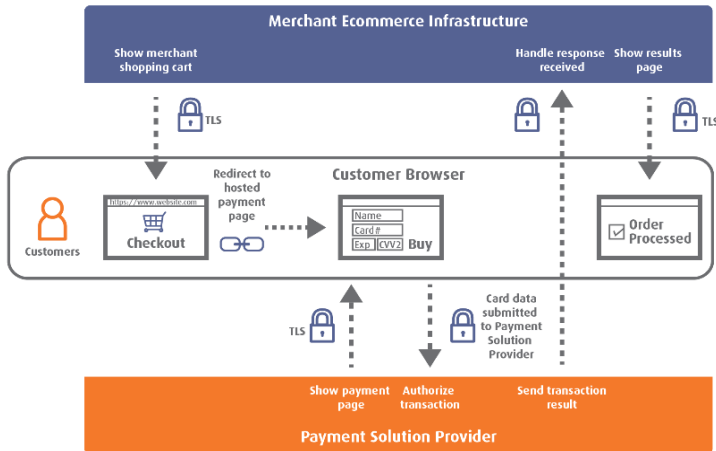 Merchant Ecommerce Infrastructure
Show merchant
shopping cart
Handle response
received
Show results
page
TLS
TLS
Customer Browser
Redirect to
hosted
payment
page
https://www.website.com
Checkout
Customers
Name
Card#
Exp
CVV2
Buy
Order
Processed
TLS
Card data
submitted
to Payment
Solution
Provider
Show payment
page
Authorize
transaction
Send transaction
result
Payment Solution Provider